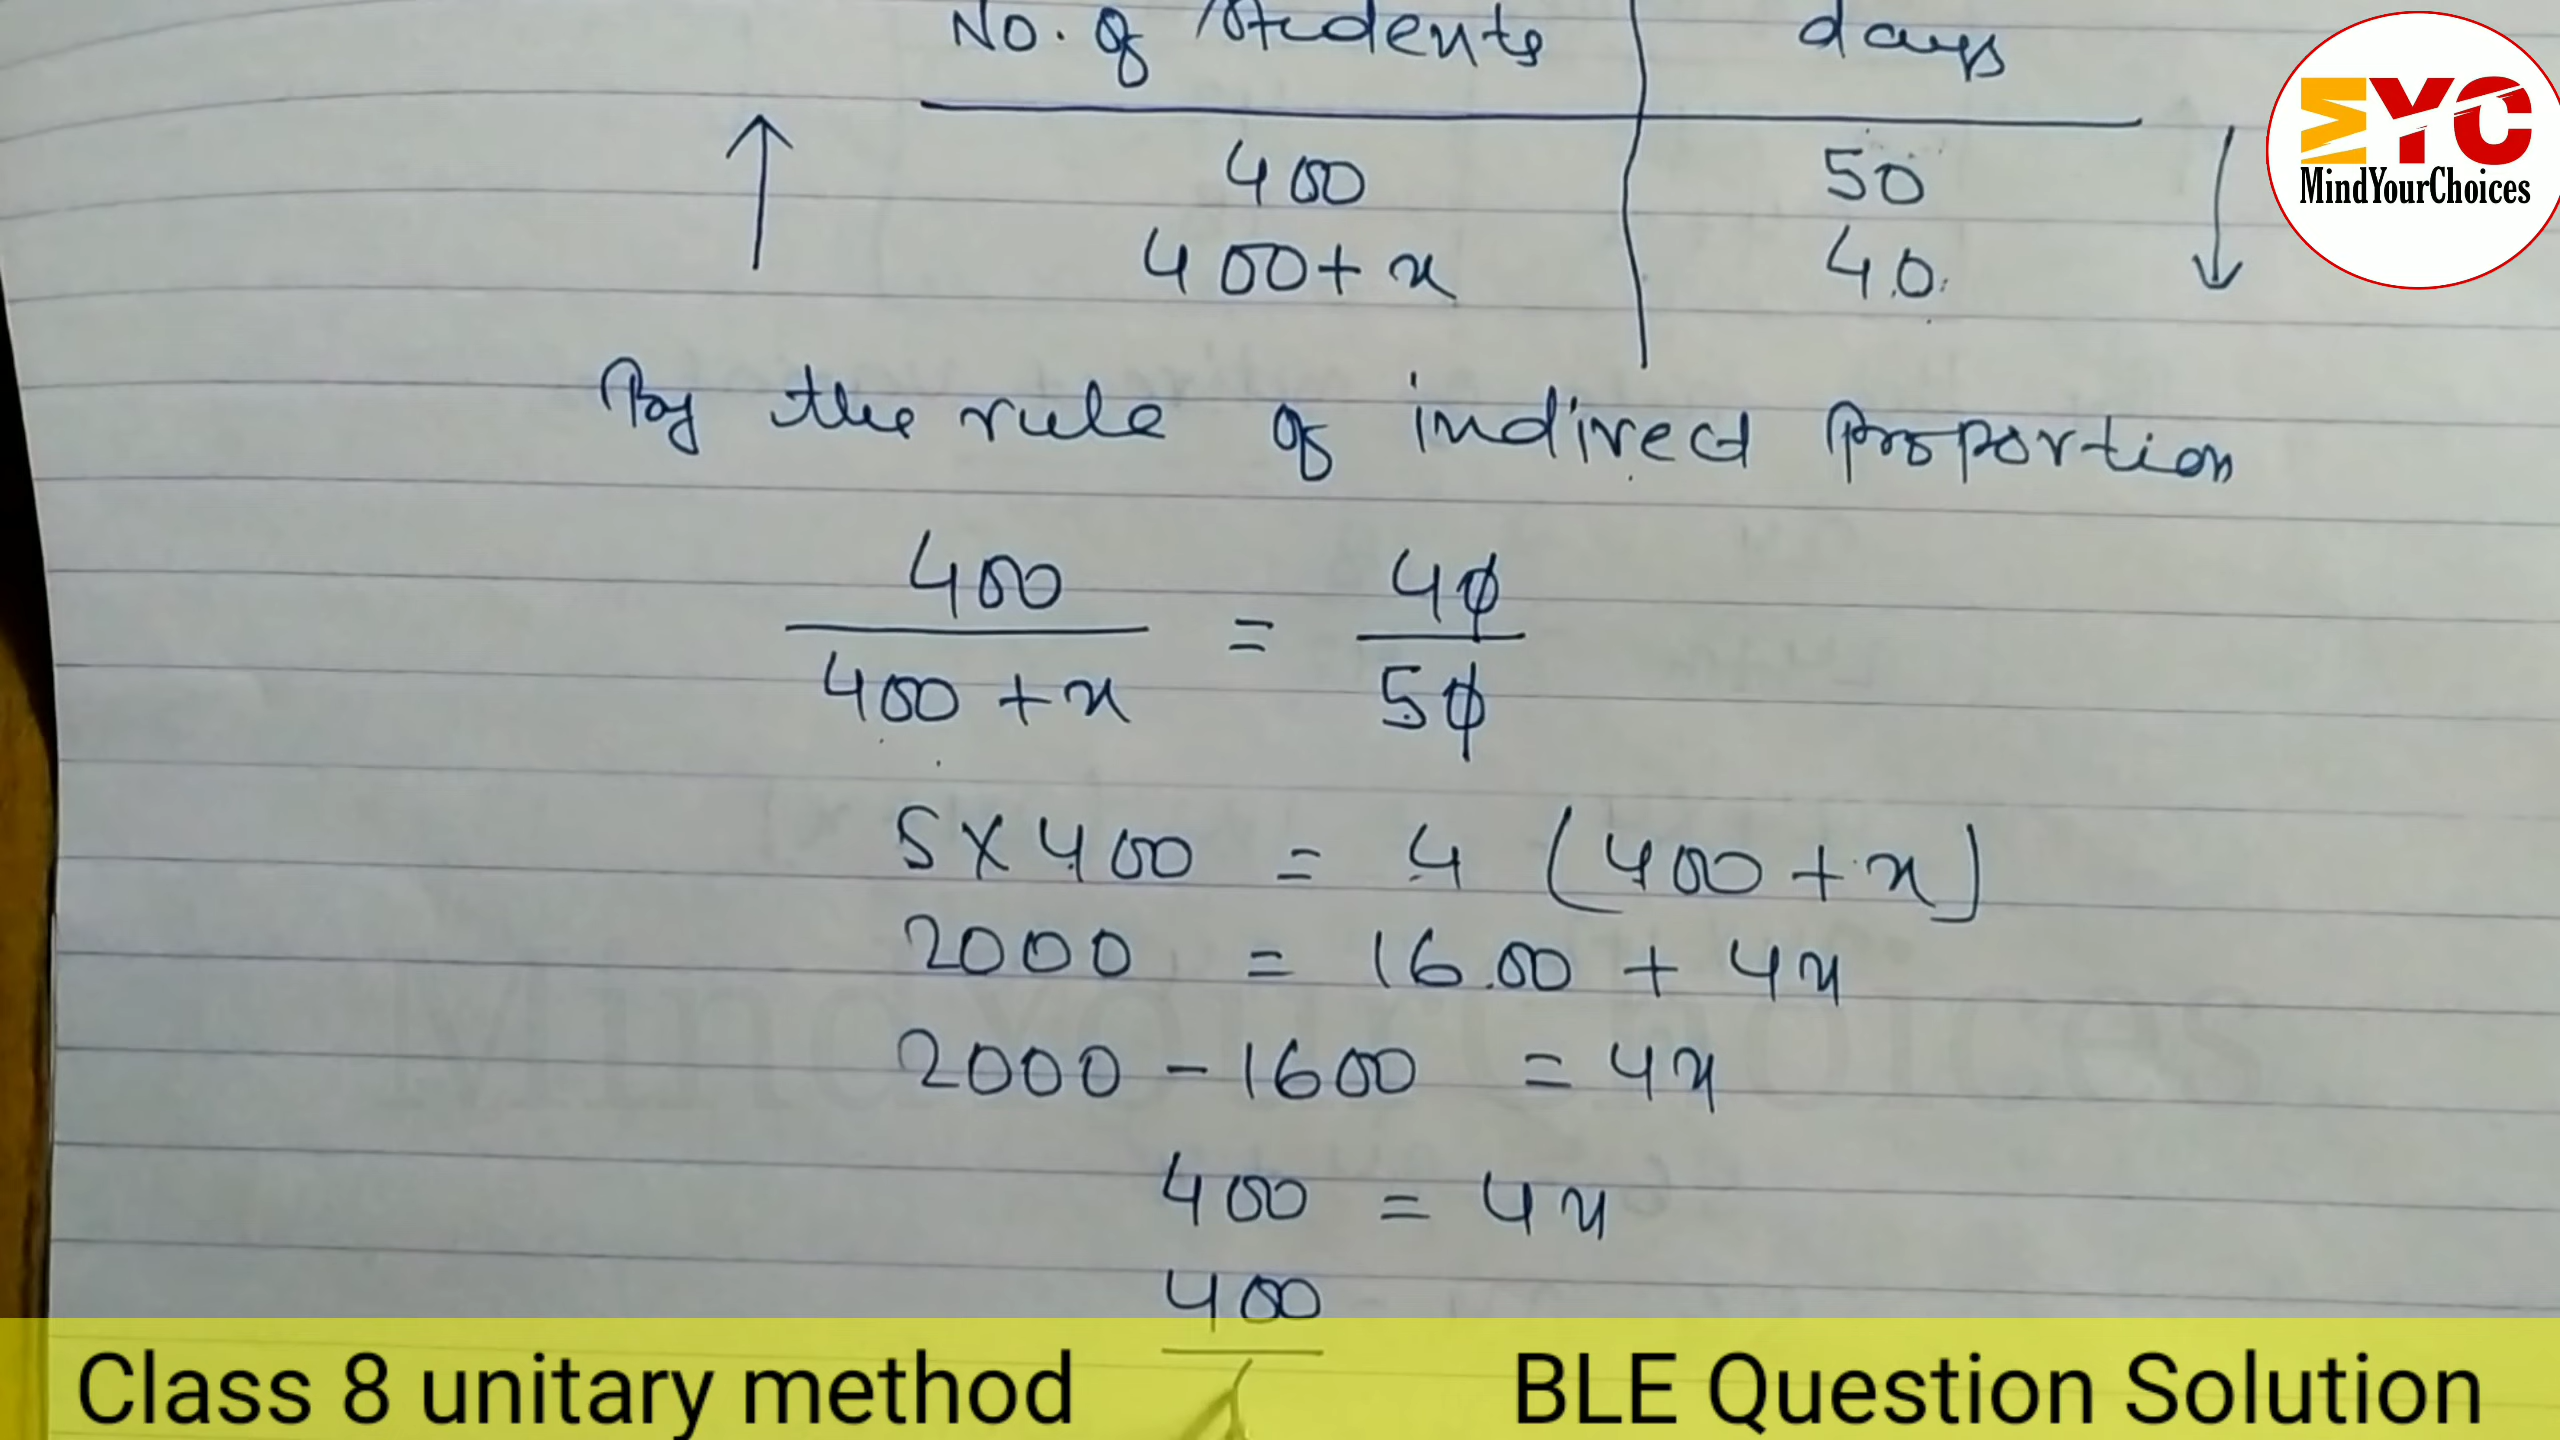 No. of students days
MYC
MindYourChoices
400 50
400+x 40
By the rule of indirect proportion
400/400+x = 40/50
5×400 = 4 (400+x)
2000 = 1600 + 4x
2000 - 1600 = 4x
400 = 4x
400
MindYourChoices
Class 8 unitary method BLE Question Solution